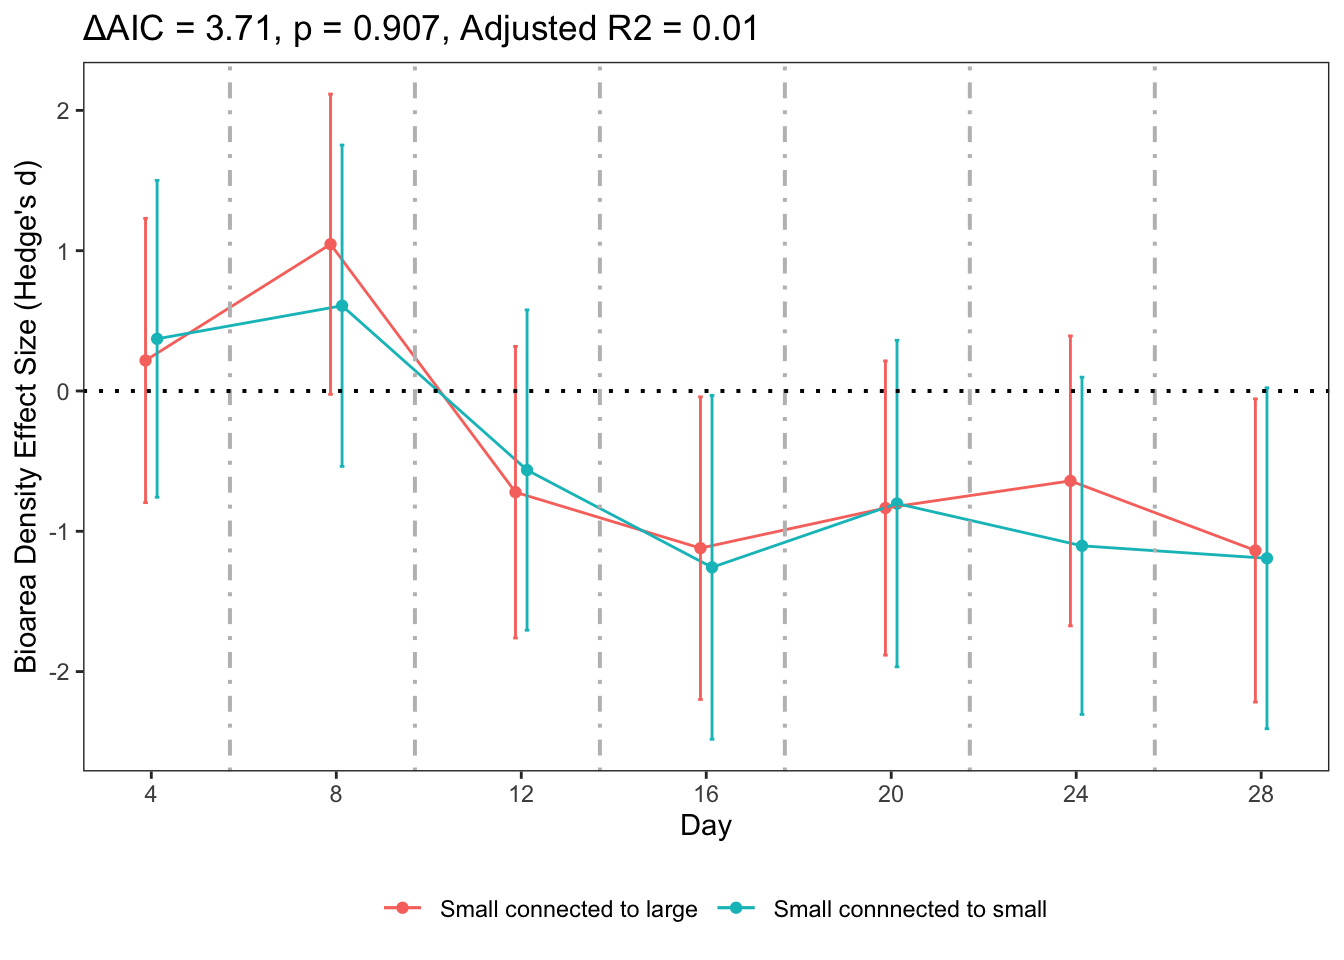 ΔAIC = 3.71, p = 0.907, Adjusted R2 = 0.01
Bioarea Density Effect Size (Hedge's d)
2
1
0
-1
-2
4 8 12 16 20 24 28
Day
Small connected to large Small connnected to small